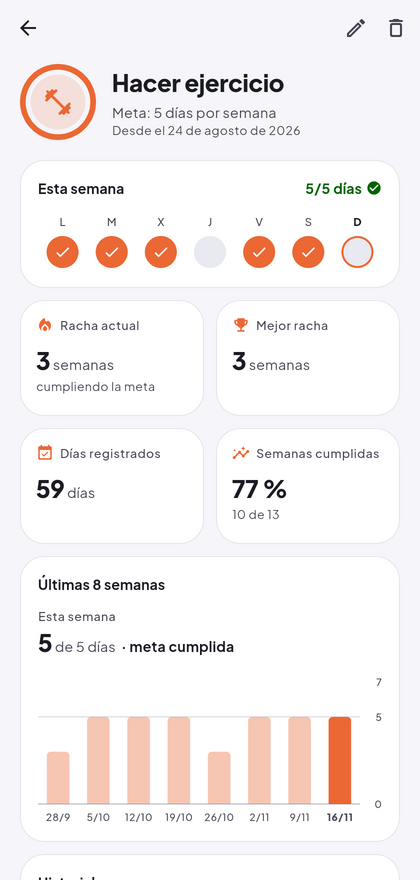 Hacer ejercicio
Meta: 5 días por semana
Desde el 24 de agosto de 2026
Esta semana 5/5 días
L M X J V S D
Racha actual
3 semanas
cumpliendo la meta
Mejor racha
3 semanas
Días registrados
59 días
Semanas cumplidas
77 %
10 de 13
Últimas 8 semanas
Esta semana
5 de 5 días · meta cumplida
7
5
0
28/9 5/10 12/10 19/10 26/10 2/11 9/11 16/11